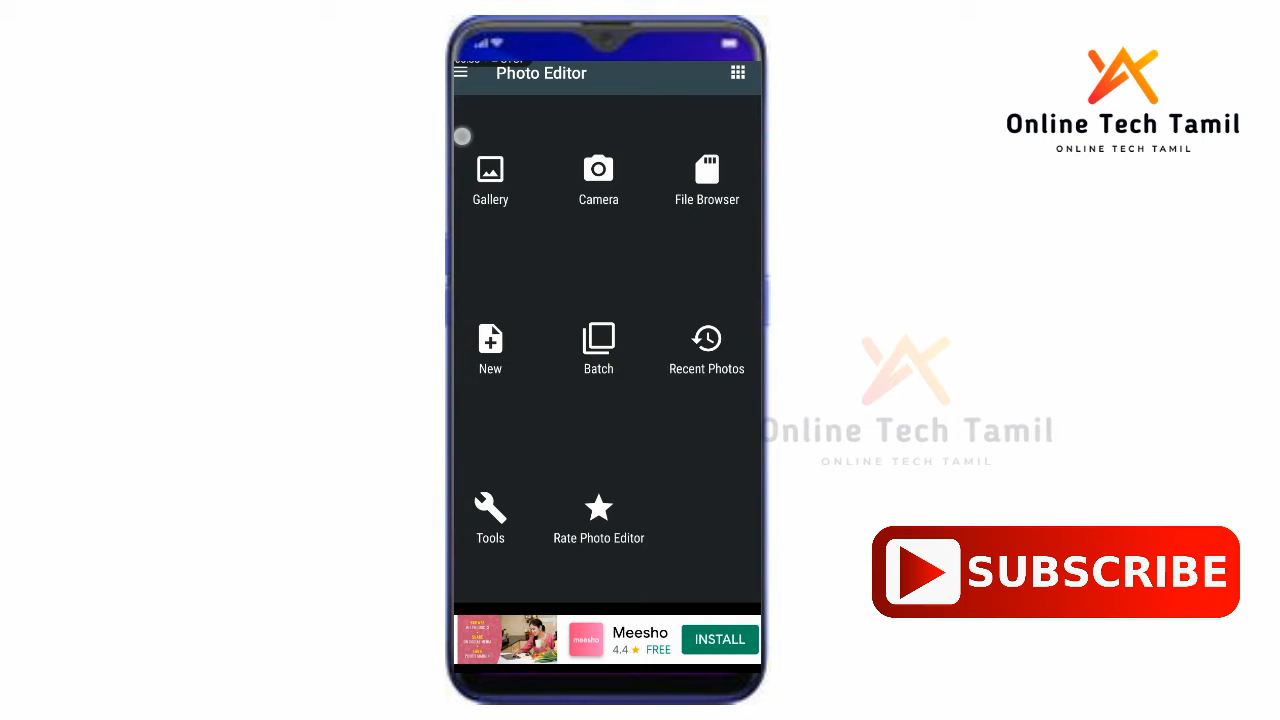 Photo Editor
Gallery
Camera
File Browser
New
Batch
Recent Photos
Tools
Rate Photo Editor
meesho
Meesho
4.4 ★ FREE
INSTALL
Online Tech Tamil
ONLINE TECH TAMIL
Online Tech Tamil
ONLINE TECH TAMIL
SUBSCRIBE